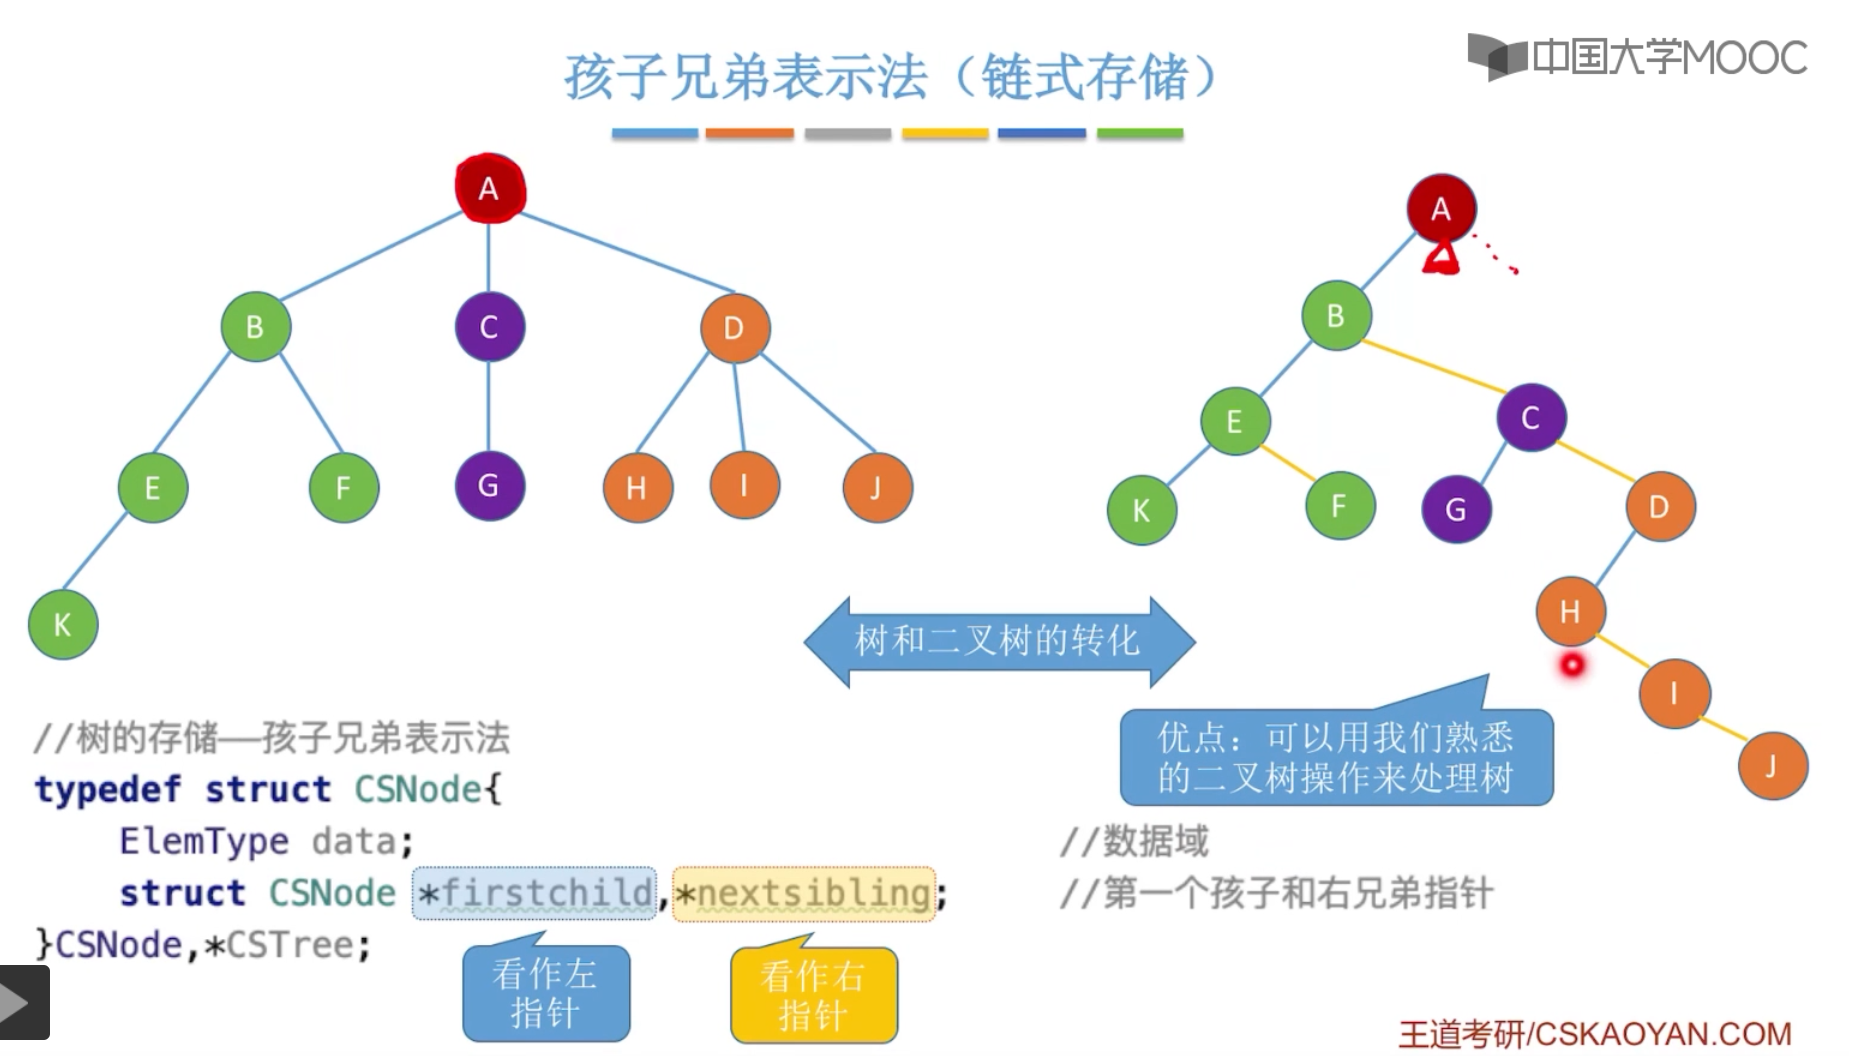 中国大学MOOC
孩子兄弟表示法（链式存储）
A
B
C
D
E
F
G
H
I
J
K
A
B
C
E
D
K
F
G
H
I
J
树和二叉树的转化
优点：可以用我们熟悉
的二叉树操作来处理树
//树的存储——孩子兄弟表示法
typedef struct CSNode{
ElemType data; //数据域
struct CSNode *firstchild,*nextsibling; //第一个孩子和右兄弟指针
}CSNode,*CSTree;
看作左
指针
看作右
指针
王道考研/CSKAOYAN.COM